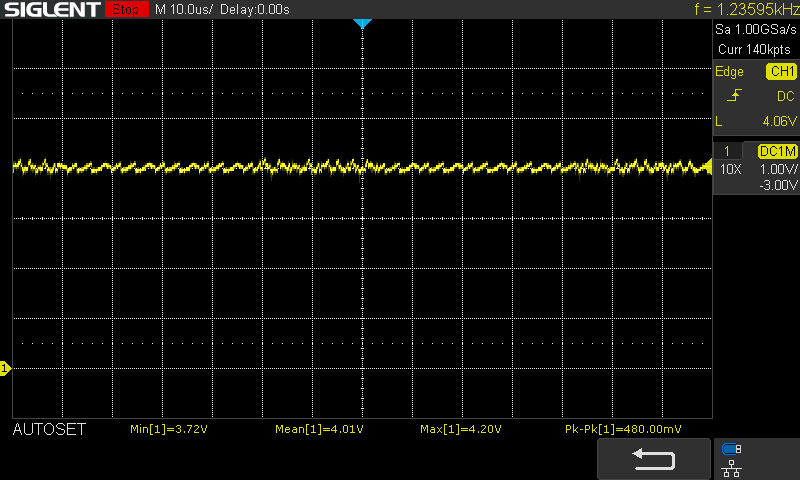 SIGLENT Stop M 10.0us/ Delay:0.00s f = 1.23595kHz
Sa 1.00GSa/s
Curr 140kpts
Edge CH1
DC
L 4.06V
1 DC1M
10X 1.00V/
-3.00V
1
AUTOSET Min[1]=3.72V Mean[1]=4.01V Max[1]=4.20V Pk-Pk[1]=480.00mV